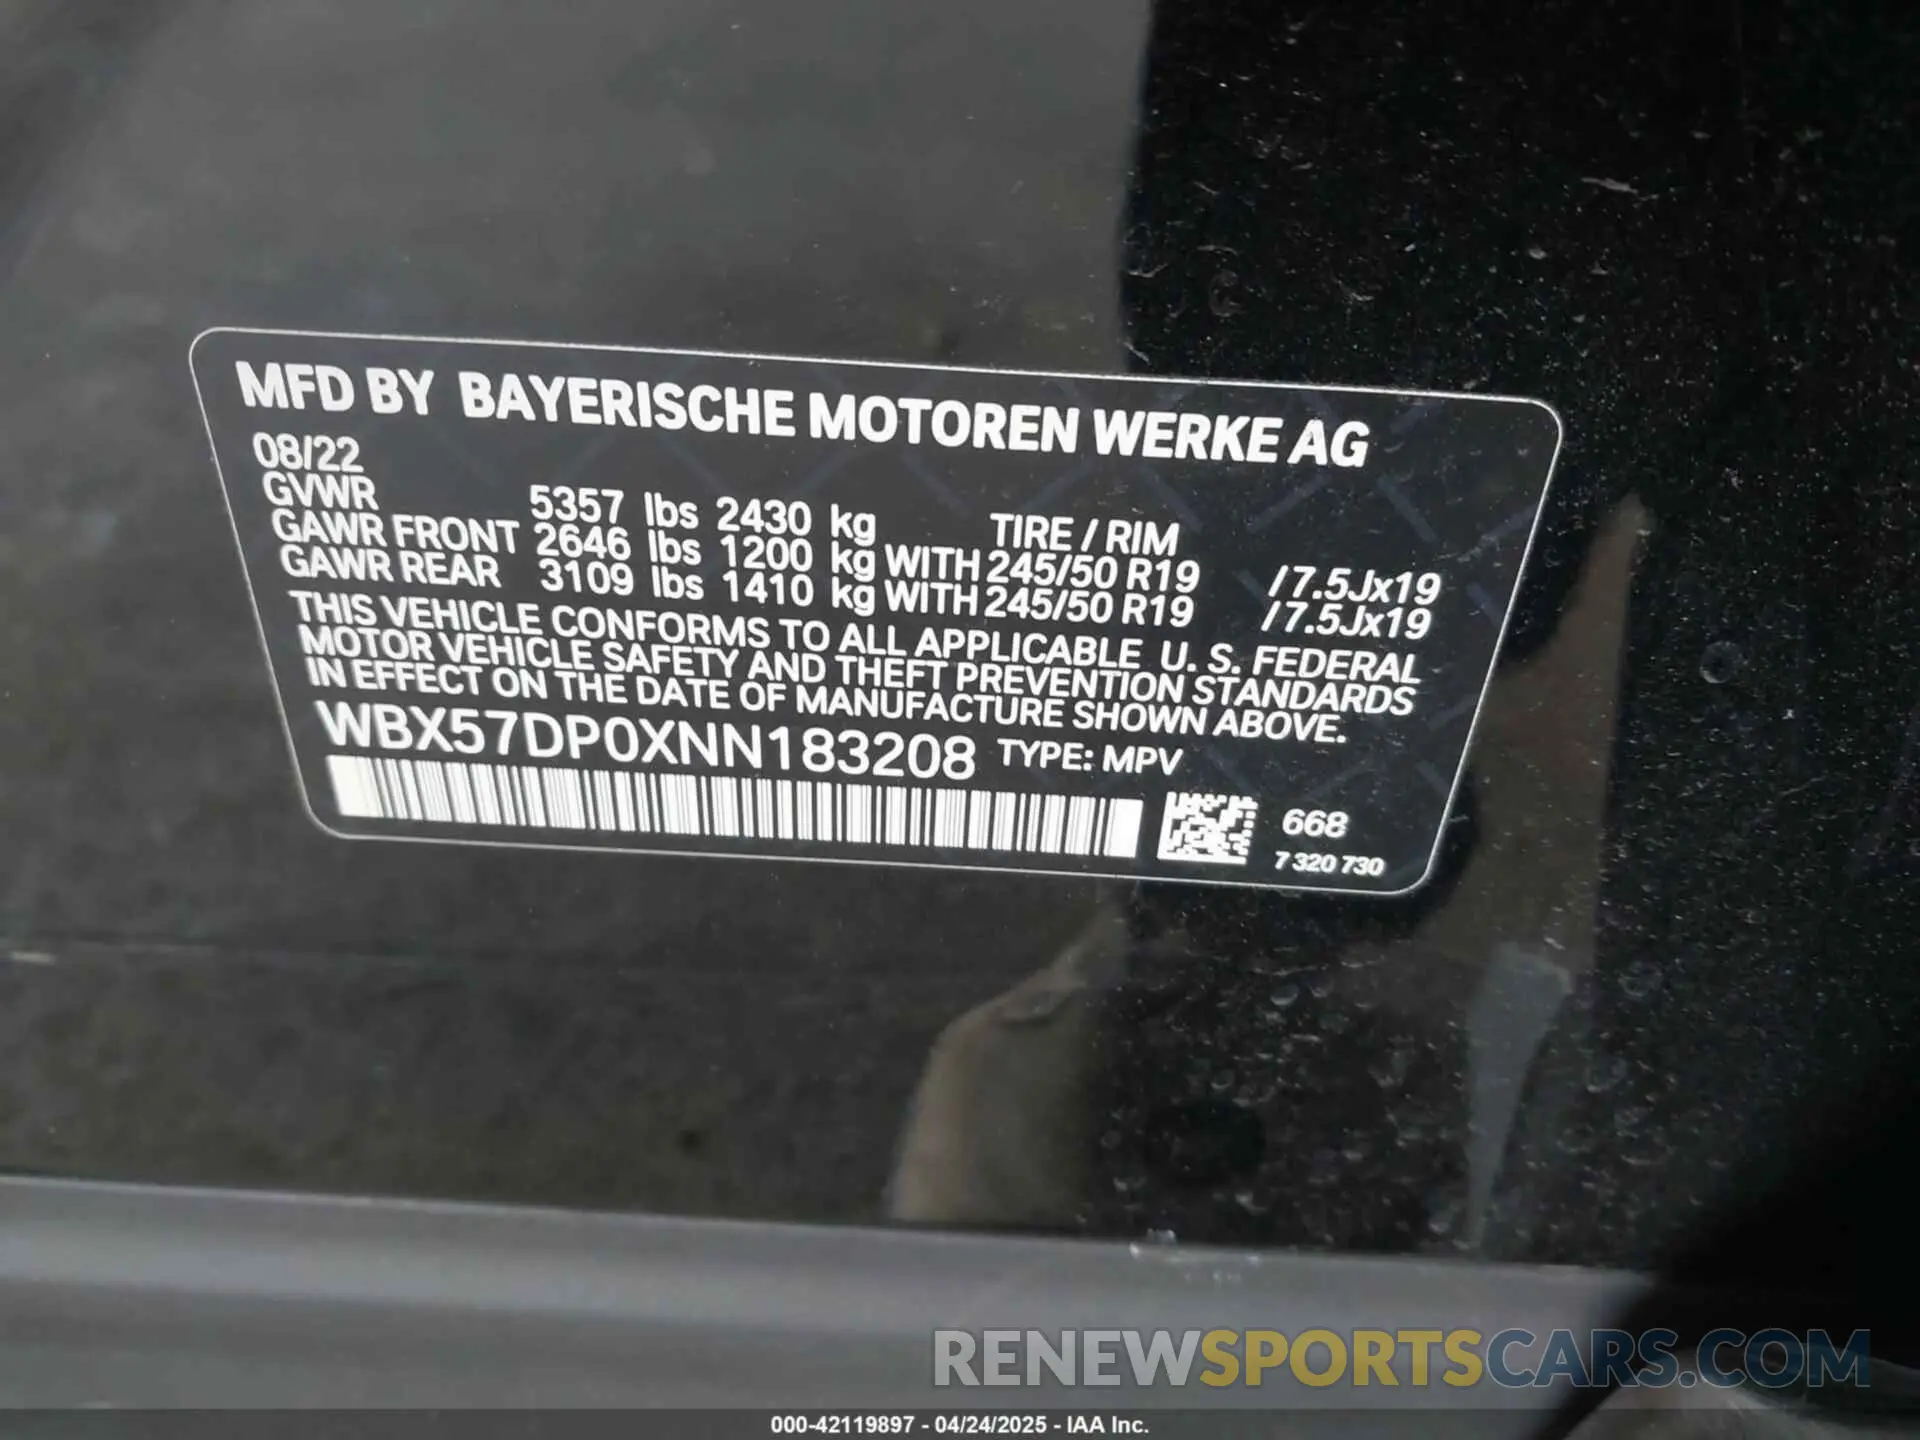 MFD BY BAYERISCHE MOTOREN WERKE AG
08/22
GVWR 5357 lbs 2430 kg TIRE / RIM
GAWR FRONT 2646 lbs 1200 kg WITH 245/50 R19 /7.5Jx19
GAWR REAR 3109 lbs 1410 kg WITH 245/50 R19 /7.5Jx19
THIS VEHICLE CONFORMS TO ALL APPLICABLE U. S. FEDERAL
MOTOR VEHICLE SAFETY AND THEFT PREVENTION STANDARDS
IN EFFECT ON THE DATE OF MANUFACTURE SHOWN ABOVE.
WBX57DP0XNN183208 TYPE: MPV
668
7 320 730
RENEWSPORTSCARS.COM
000-42119897 - 04/24/2025 - IAA Inc.